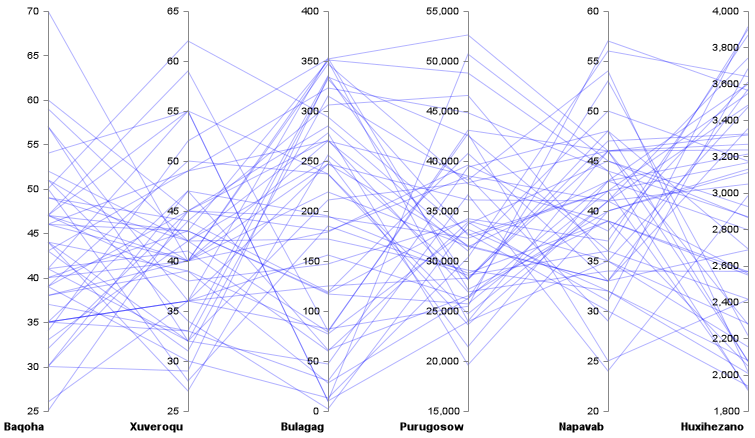 70 65 400 55,000 60 4,000
65 60 350 50,000 55 3,800
60 55 300 45,000 50 3,600
55 50 250 40,000 45 3,400
50 45 200 35,000 40 3,200
45 40 150 30,000 35 3,000
40 35 100 25,000 30 2,800
35 30 50 20,000 25 2,600
30 25 0 15,000 20 2,400
25 2,200
2,000
1,800
Baqoha Xuveroqu Bulagag Purugosow Napavab Huxihezano